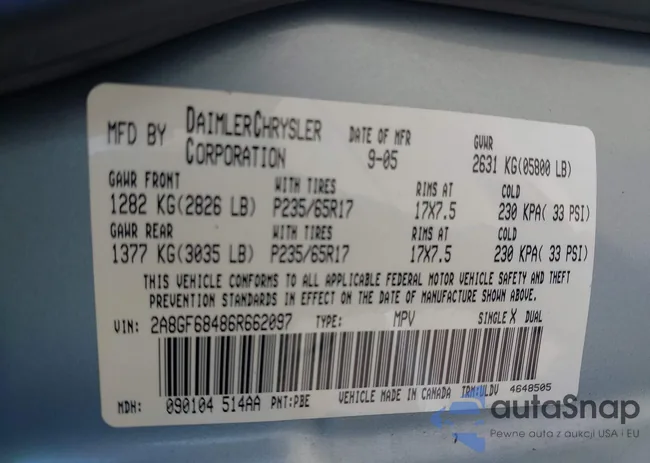 MFD BY DAIMLERCHRYSLER CORPORATION DATE OF MFR 9-05 GVWR 2631 KG(05800 LB)
GAWR FRONT WITH TIRES RIMS AT COLD
1282 KG(2826 LB) P235/65R17 17X7.5 230 KPA( 33 PSI)
GAWR REAR WITH TIRES RIMS AT COLD
1377 KG(3035 LB) P235/65R17 17X7.5 230 KPA( 33 PSI)
THIS VEHICLE CONFORMS TO ALL APPLICABLE FEDERAL MOTOR VEHICLE SAFETY AND THEFT
PREVENTION STANDARDS IN EFFECT ON THE DATE OF MANUFACTURE SHOWN ABOVE.
VIN: 2A8GF68486R662097 TYPE: MPV SINGLE X DUAL
MDH: 090104 514AA PNT:PBE VEHICLE MADE IN CANADA TRM:VLDV 4648505
autoSnap
Pewne auta z aukcji USA i EU